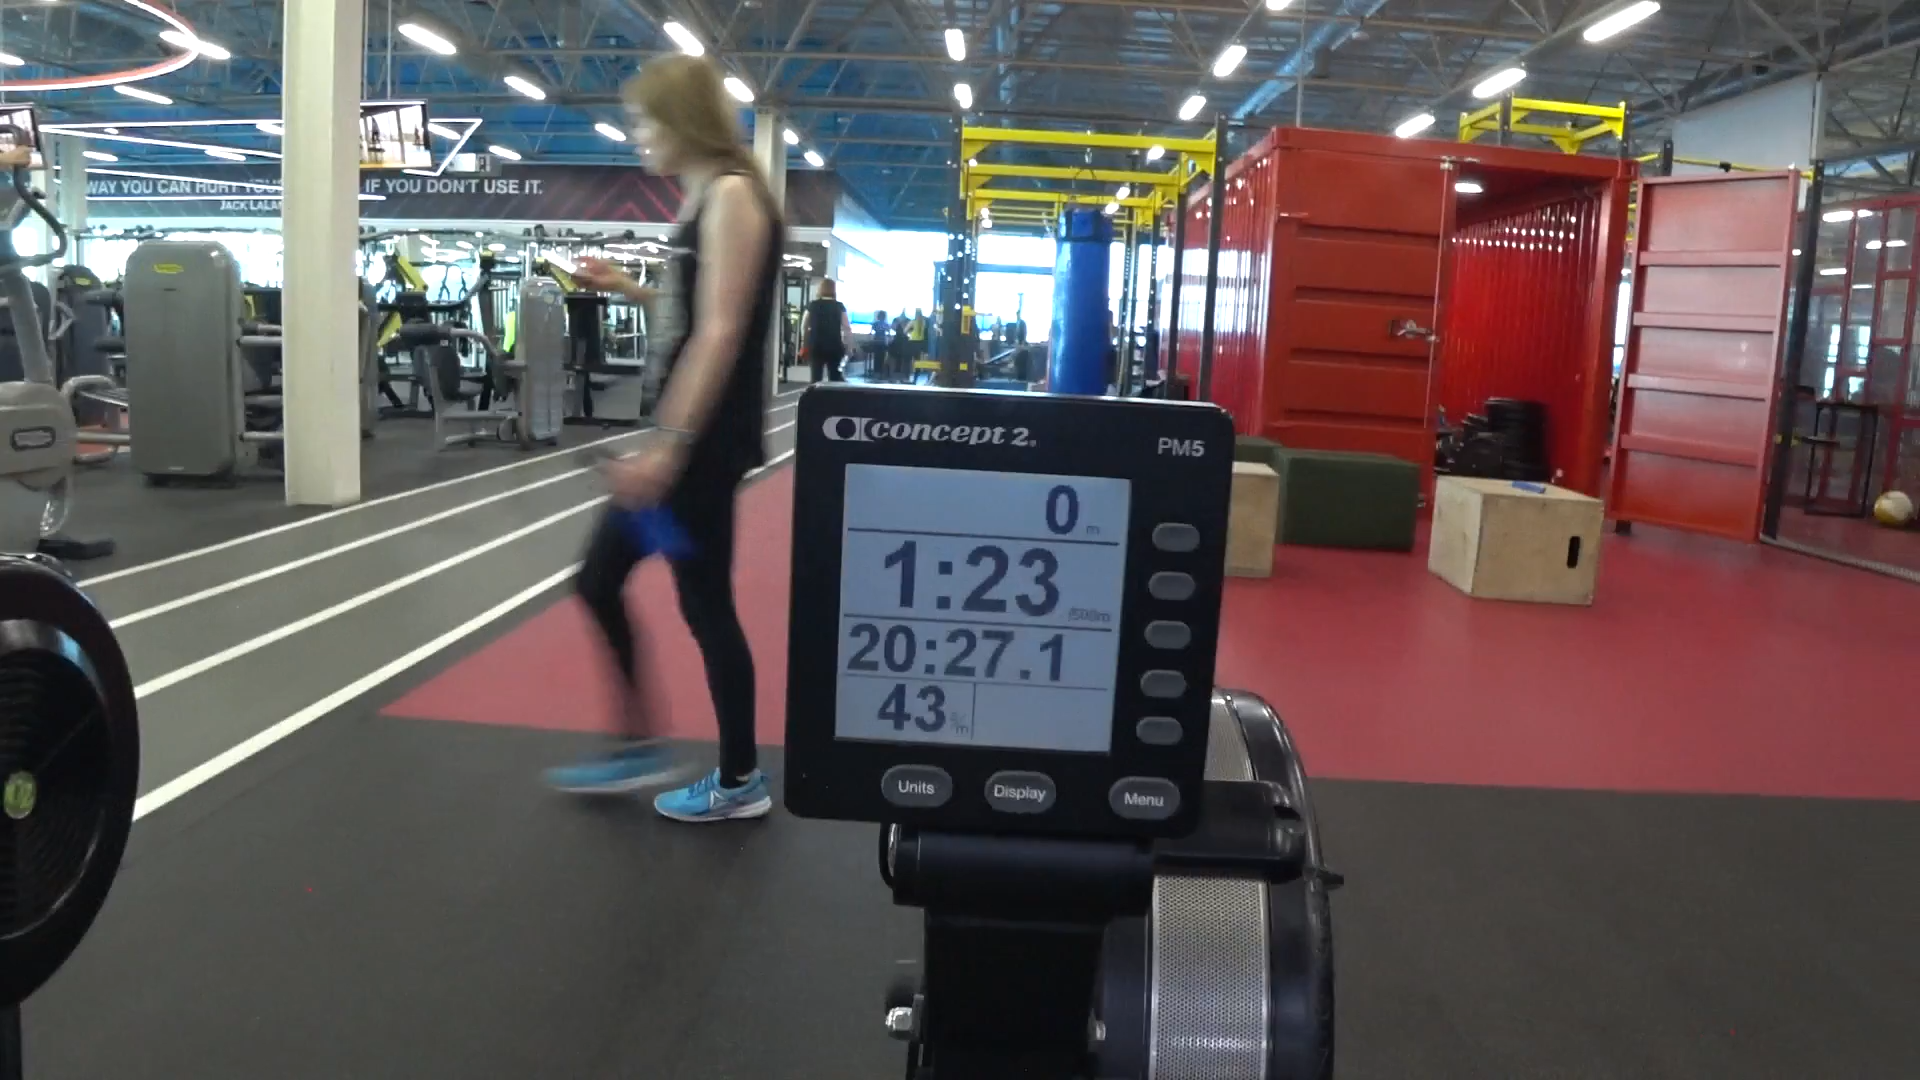 WAY YOU CAN HURT IF YOU DON'T USE IT.
JACK
concept 2
PM5
0 m
1:23 /500m
20:27.1
43 s/m
Units
Display
Menu